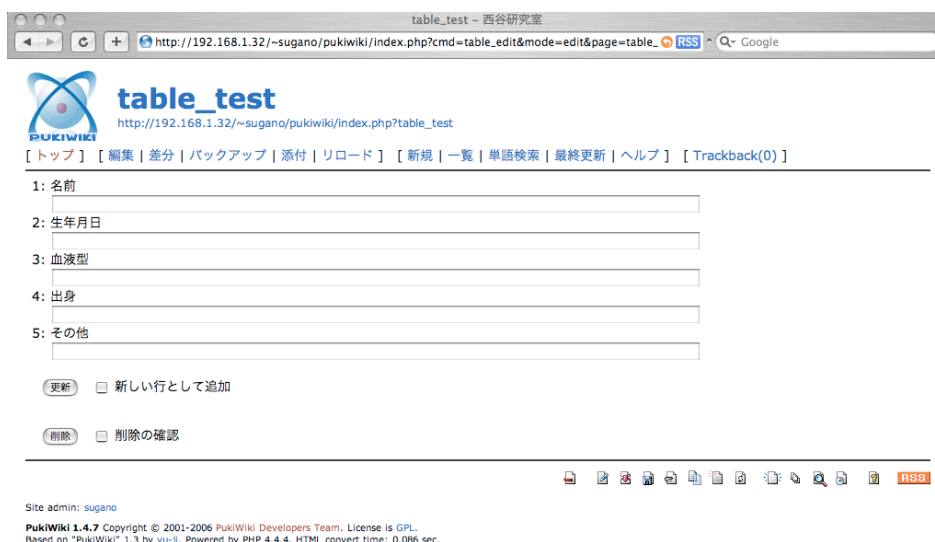 table_test – 西谷研究室
http://192.168.1.32/~sugano/pukiwiki/index.php?cmd=table_edit&mode=edit&page=table_ RSS Google
PUKIWIKI
table_test
http://192.168.1.32/~sugano/pukiwiki/index.php?table_test
[ トップ ] [ 編集 | 差分 | バックアップ | 添付 | リロード ] [ 新規 | 一覧 | 単語検索 | 最終更新 | ヘルプ ] [ Trackback(0) ]
1: 名前
2: 生年月日
3: 血液型
4: 出身
5: その他
更新 新しい行として追加
削除 削除の確認
RSS
Site admin: sugano
PukiWiki 1.4.7 Copyright © 2001-2006 PukiWiki Developers Team. License is GPL.
Based on "PukiWiki" 1.3 by yu-ji. Powered by PHP 4.4.4. HTML convert time: 0.086 sec.